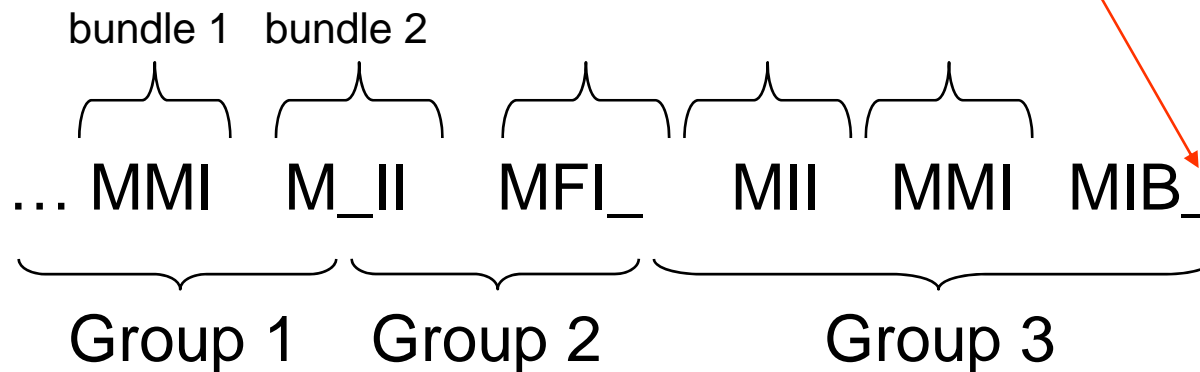 bundle 1 bundle 2
... MMI M_II MFI_ MII MMI MIB_
Group 1 Group 2 Group 3